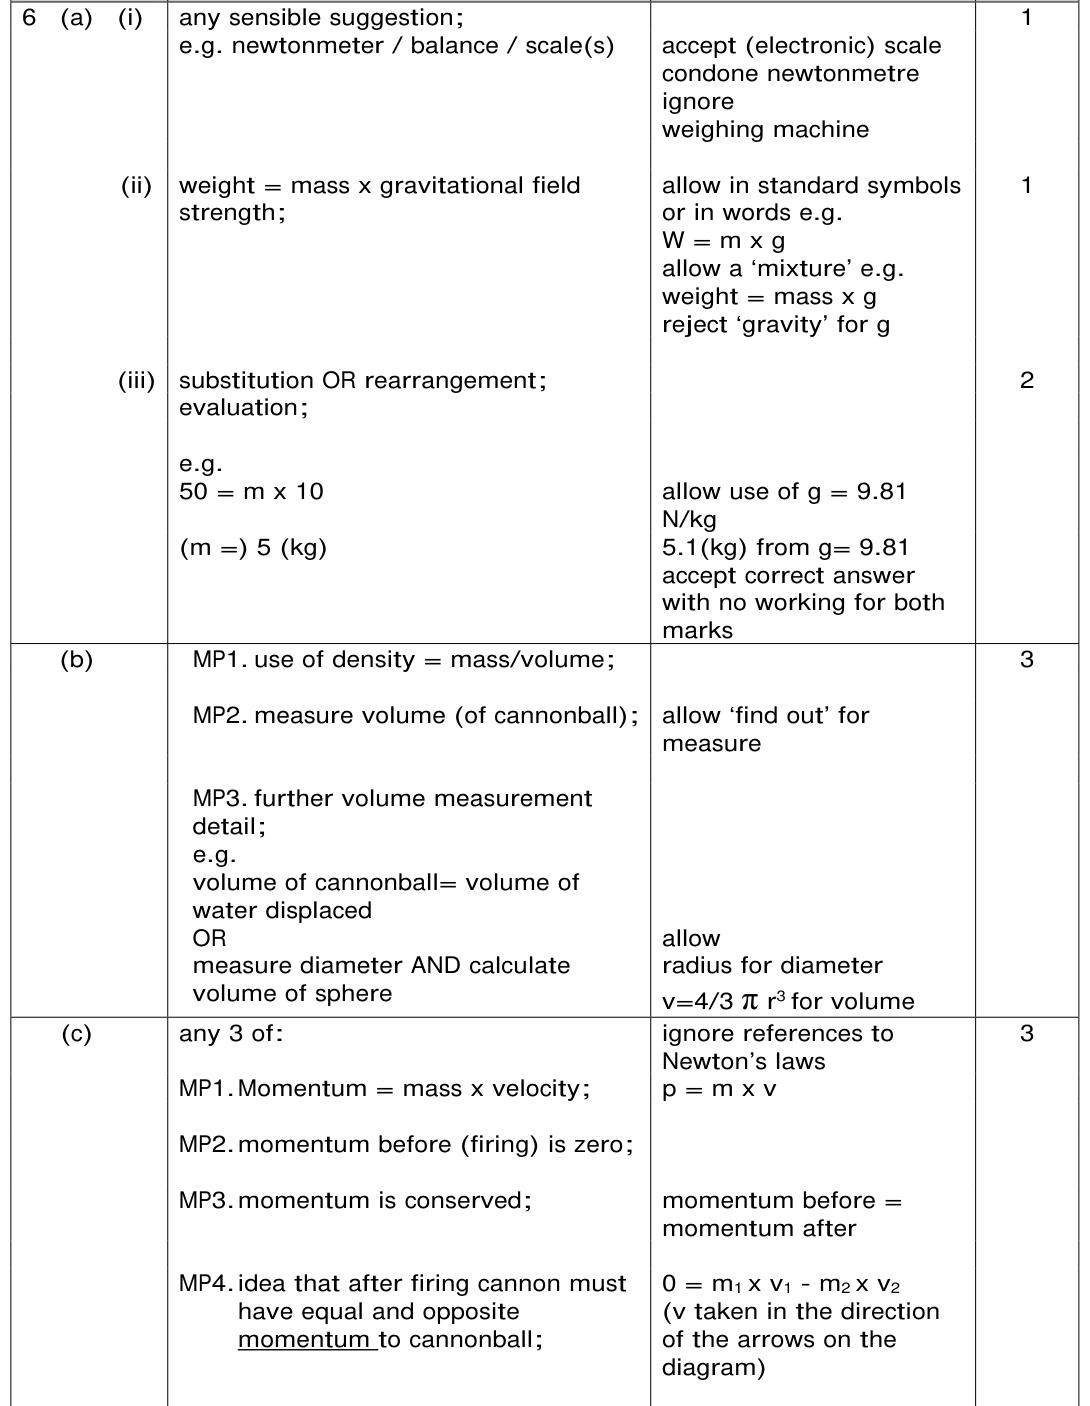 6 (a) (i) any sensible suggestion; 1
e.g. newtonmeter / balance / scale(s) accept (electronic) scale
condone newtonmetre
ignore
weighing machine
(ii) weight = mass x gravitational field allow in standard symbols 1
strength; or in words e.g.
W = m x g
allow a ‘mixture’ e.g.
weight = mass x g
reject ‘gravity’ for g
(iii) substitution OR rearrangement; 2
evaluation;
e.g.
50 = m x 10 allow use of g = 9.81
N/kg
(m =) 5 (kg) 5.1(kg) from g= 9.81
accept correct answer
with no working for both
marks
(b) MP1. use of density = mass/volume; 3
MP2. measure volume (of cannonball); allow ‘find out’ for
measure
MP3. further volume measurement
detail;
e.g.
volume of cannonball= volume of
water displaced
OR allow
measure diameter AND calculate radius for diameter
volume of sphere v=4/3 π r³ for volume
(c) any 3 of: ignore references to 3
Newton’s laws
MP1. Momentum = mass x velocity; p = m x v
MP2. momentum before (firing) is zero;
MP3. momentum is conserved; momentum before =
momentum after
MP4. idea that after firing cannon must 0 = m₁ x v₁ - m₂ x v₂
have equal and opposite (v taken in the direction
momentum to cannonball; of the arrows on the
diagram)